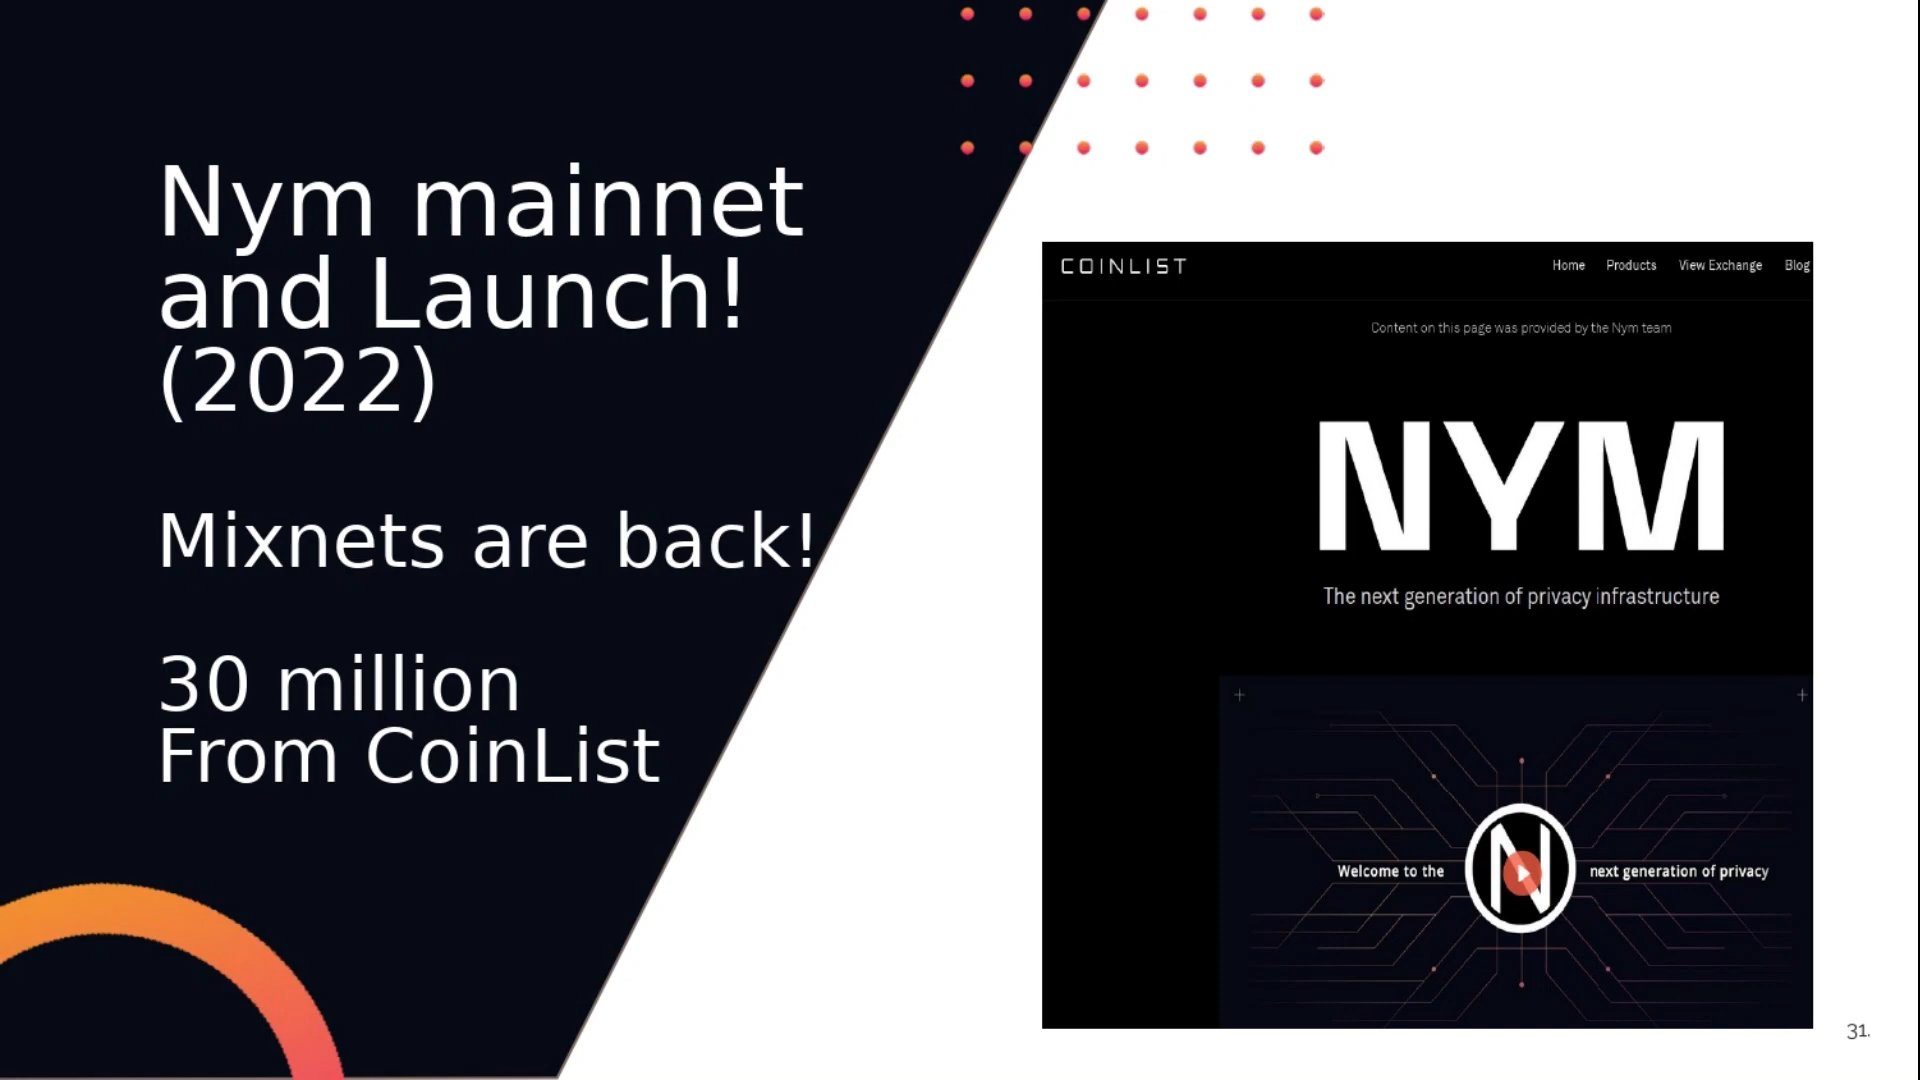 Nym mainnet
and Launch!
(2022)
Mixnets are back!
30 million
From CoinList
COINLIST
Home Products View Exchange Blog
Content on this page was provided by the Nym team
NYM
The next generation of privacy infrastructure
Welcome to the N next generation of privacy
31.